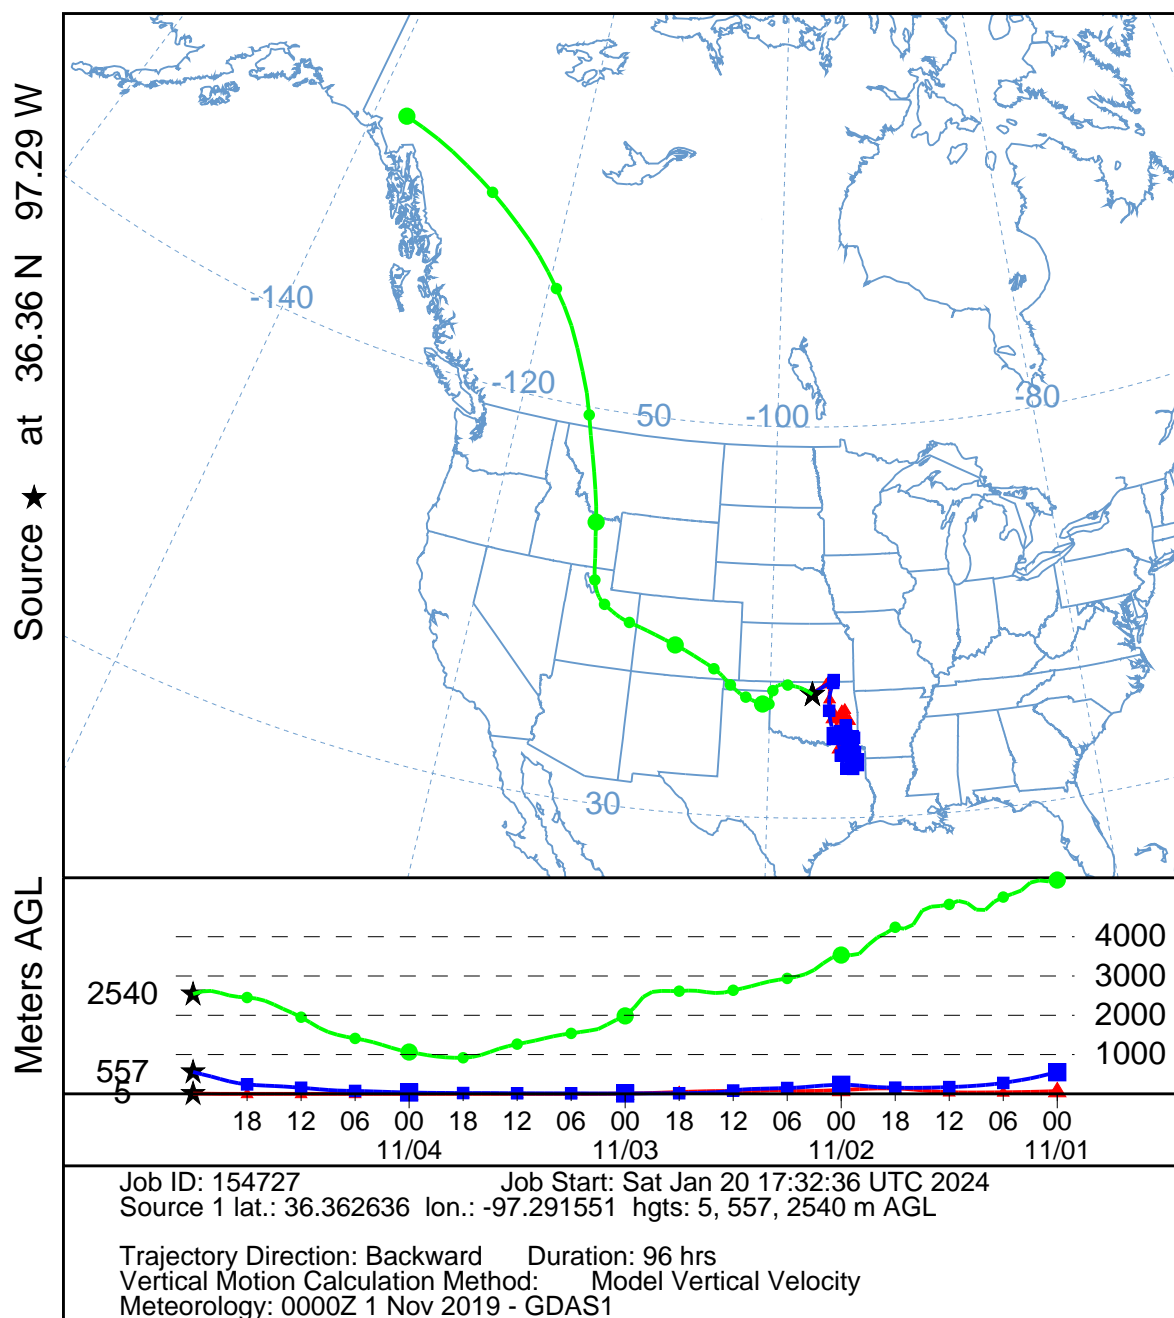 Source ★ at 36.36 N 97.29 W
-140
-120
50
-100
-80
30
Meters AGL
2540
557
5
4000
3000
2000
1000
18 12 06 00 18 12 06 00 18 12 06 00 18 12 06 00
11/04 11/03 11/02 11/01
Job ID: 154727 Job Start: Sat Jan 20 17:32:36 UTC 2024
Source 1 lat.: 36.362636 lon.: -97.291551 hgts: 5, 557, 2540 m AGL
Trajectory Direction: Backward Duration: 96 hrs
Vertical Motion Calculation Method: Model Vertical Velocity
Meteorology: 0000Z 1 Nov 2019 - GDAS1